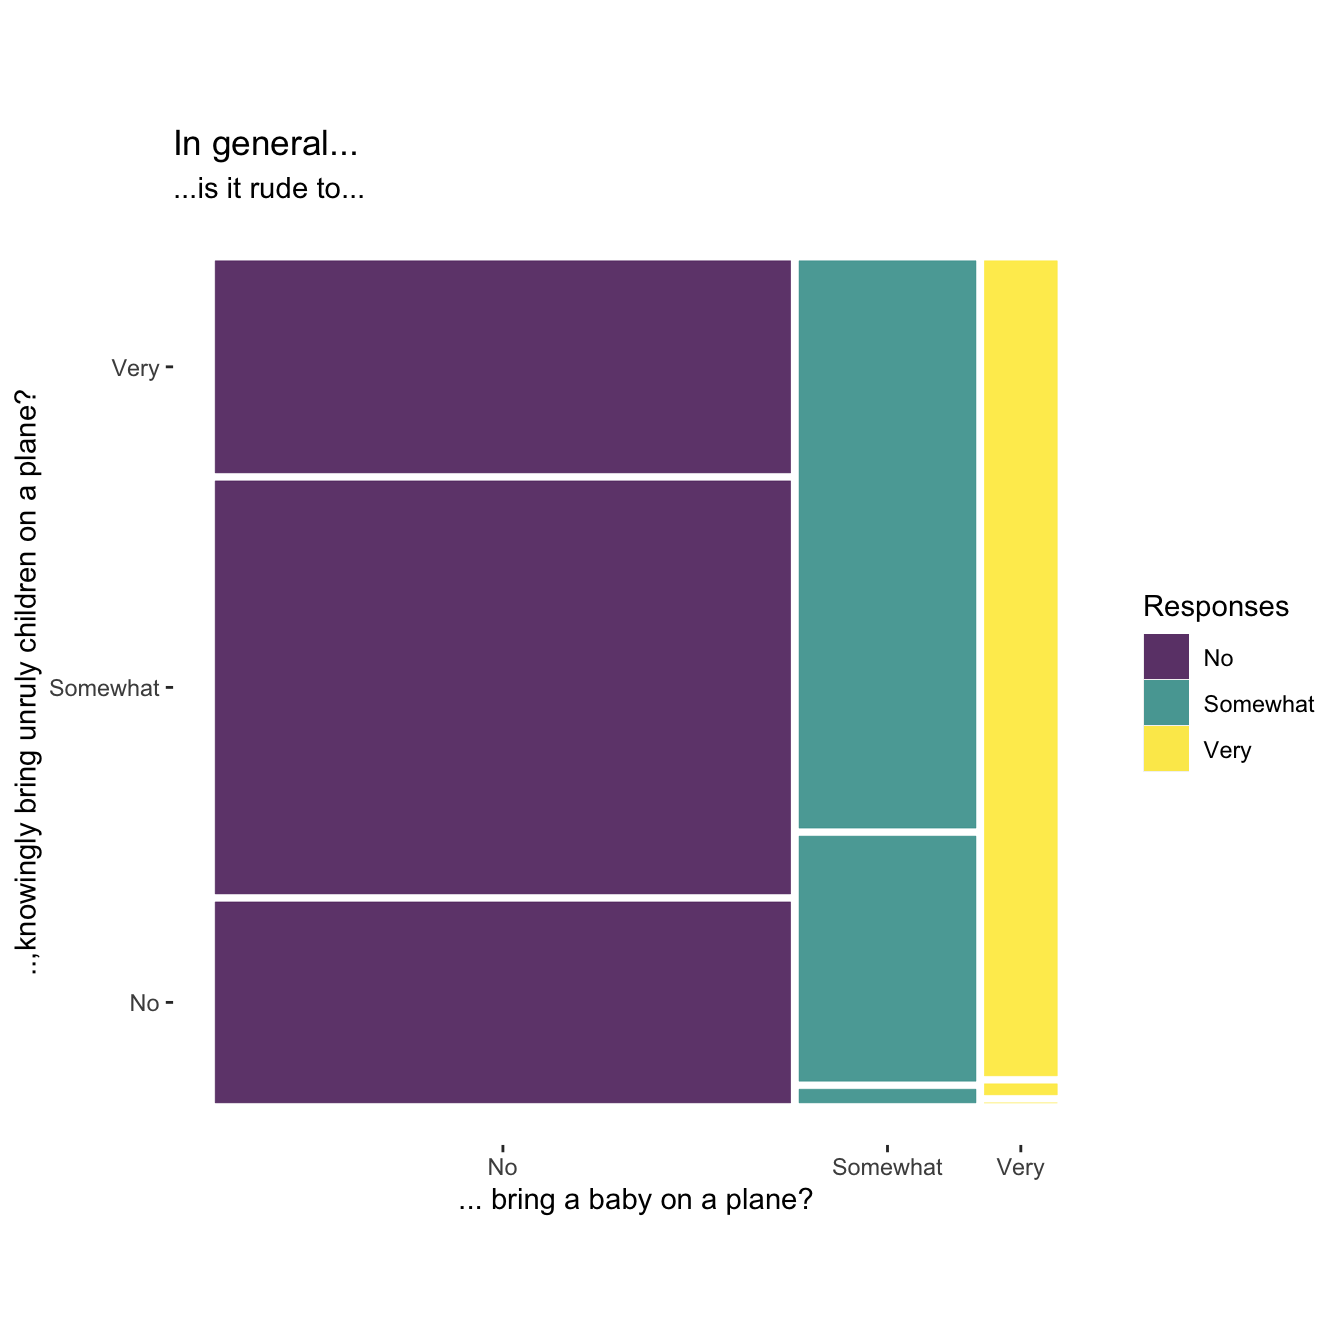 In general...
...is it rude to...
..,knowingly bring unruly children on a plane?
Very
Somewhat
No
No
Somewhat
Very
... bring a baby on a plane?
Responses
No
Somewhat
Very